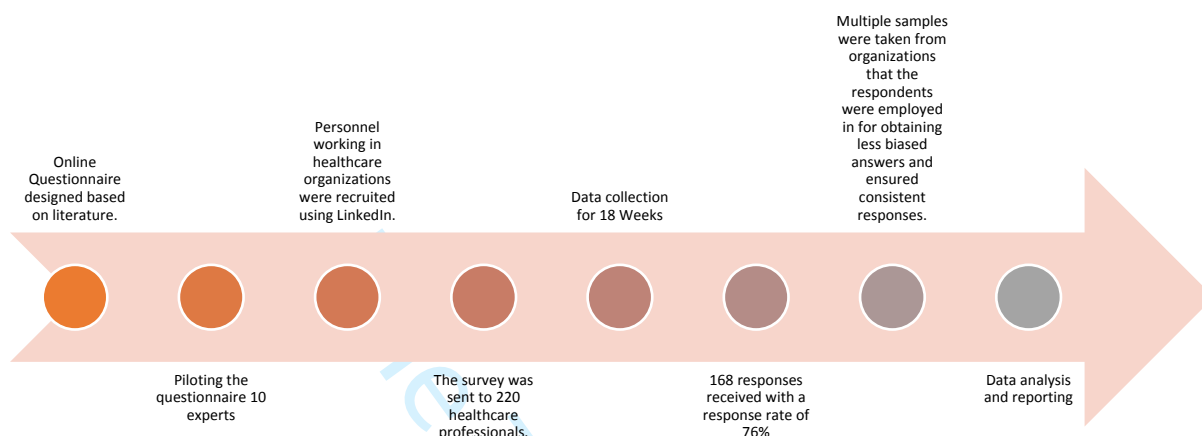 Online
Questionnaire
designed based
on literature.
Piloting the
questionnaire 10
experts
Personnel
working in
healthcare
organizations
were recruited
using LinkedIn.
The survey was
sent to 220
healthcare
professionals.
Data collection
for 18 Weeks
168 responses
received with a
response rate of
76%
Multiple samples
were taken from
organizations
that the
respondents
were employed
in for obtaining
less biased
answers and
ensured
consistent
responses.
Data analysis
and reporting